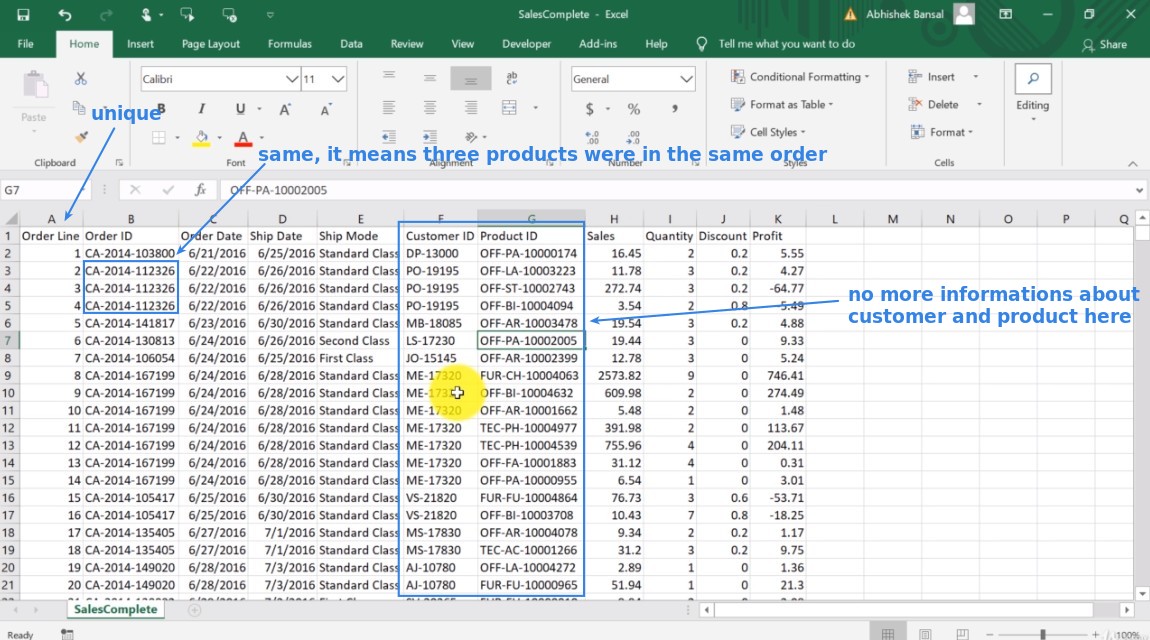 SalesComplete - Excel
Abhishek Bansal
File Home Insert Page Layout Formulas Data Review View Developer Add-ins Help Tell me what you want to do Share
Calibri 11 General Conditional Formatting Insert
Paste Format as Table Delete Editing
B I U A A $ % , Cell Styles Format
unique
same, it means three products were in the same order
Clipboard Font Alignment Number Styles Cells
G7 fx OFF-PA-10002005
A B C D E F G H I J K L M N O P Q
1 Order Line Order ID Order Date Ship Date Ship Mode Customer ID Product ID Sales Quantity Discount Profit
2 1 CA-2014-103800 6/21/2016 6/25/2016 Standard Class DP-13000 OFF-PA-10000174 16.45 2 0.2 5.55
3 2 CA-2014-112326 6/22/2016 6/26/2016 Standard Class PO-19195 OFF-LA-10003223 11.78 3 0.2 4.27
4 3 CA-2014-112326 6/22/2016 6/26/2016 Standard Class PO-19195 OFF-ST-10002743 272.74 3 0.2 -64.77
5 4 CA-2014-112326 6/22/2016 6/26/2016 Standard Class PO-19195 OFF-BI-10004094 3.54 2 0.8 -5.49
6 5 CA-2014-141817 6/23/2016 6/30/2016 Standard Class MB-18085 OFF-AR-10003478 19.54 3 0.2 4.88
no more informations about
customer and product here
7 6 CA-2014-130813 6/24/2016 6/26/2016 Second Class LS-17230 OFF-PA-10002005 19.44 3 0 9.33
8 7 CA-2014-106054 6/24/2016 6/25/2016 First Class JO-15145 OFF-AR-10002399 12.78 3 0 5.24
9 8 CA-2014-167199 6/24/2016 6/28/2016 Standard Class ME-17320 FUR-CH-10004063 2573.82 9 0 746.41
10 9 CA-2014-167199 6/24/2016 6/28/2016 Standard Class OFF-BI-10004632 609.98 2 0 274.49
11 10 CA-2014-167199 6/24/2016 6/28/2016 Standard Class ME-17320 OFF-AR-10001662 5.48 2 0 1.48
12 11 CA-2014-167199 6/24/2016 6/28/2016 Standard Class ME-17320 TEC-PH-10004977 391.98 2 0 113.67
13 12 CA-2014-167199 6/24/2016 6/28/2016 Standard Class ME-17320 TEC-PH-10004539 755.96 4 0 204.11
14 13 CA-2014-167199 6/24/2016 6/28/2016 Standard Class ME-17320 OFF-FA-10001883 31.12 4 0 0.31
15 14 CA-2014-167199 6/24/2016 6/28/2016 Standard Class ME-17320 OFF-PA-10000955 6.54 1 0 3.01
16 15 CA-2014-105417 6/25/2016 6/30/2016 Standard Class VS-21820 FUR-FU-10004864 76.73 3 0.6 -53.71
17 16 CA-2014-105417 6/25/2016 6/30/2016 Standard Class VS-21820 OFF-BI-10003708 10.43 7 0.8 -18.25
18 17 CA-2014-135405 6/27/2016 7/1/2016 Standard Class MS-17830 OFF-AR-10004078 9.34 2 0.2 1.17
19 18 CA-2014-135405 6/27/2016 7/1/2016 Standard Class MS-17830 TEC-AC-10001266 31.2 3 0.2 9.75
20 19 CA-2014-149020 6/28/2016 7/3/2016 Standard Class AJ-10780 OFF-LA-10004272 2.89 1 0 1.36
21 20 CA-2014-149020 6/28/2016 7/3/2016 Standard Class AJ-10780 FUR-FU-10000965 51.94 1 0 21.3
SalesComplete
Ready 100%